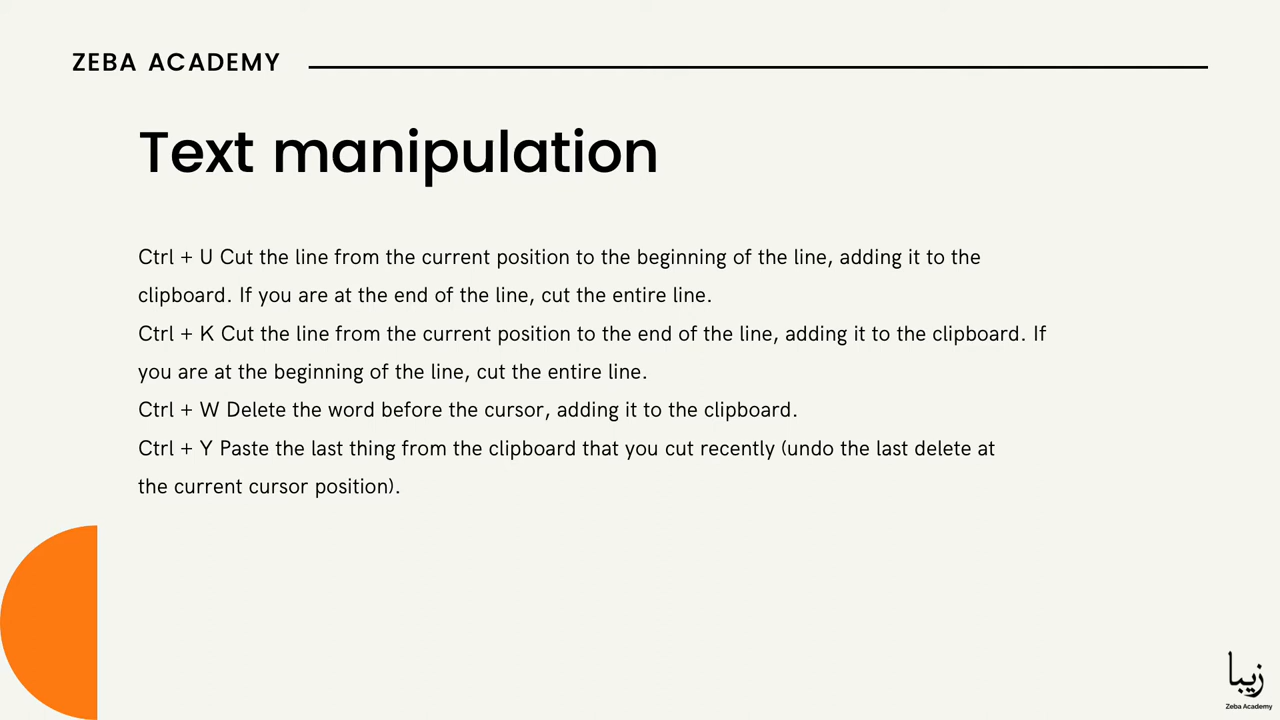 ZEBA ACADEMY
Text manipulation
Ctrl + U Cut the line from the current position to the beginning of the line, adding it to the
clipboard. If you are at the end of the line, cut the entire line.
Ctrl + K Cut the line from the current position to the end of the line, adding it to the clipboard. If
you are at the beginning of the line, cut the entire line.
Ctrl + W Delete the word before the cursor, adding it to the clipboard.
Ctrl + Y Paste the last thing from the clipboard that you cut recently (undo the last delete at
the current cursor position).
زیبا
Zeba Academy